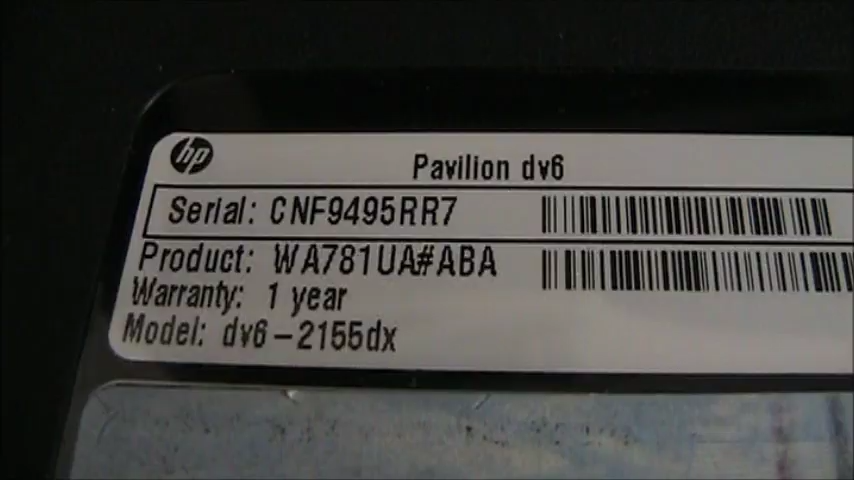 hp
Pavilion dv6
Serial: CNF9495RR7
Product: WA781UA#ABA
Warranty: 1 year
Model: dv6-2155dx